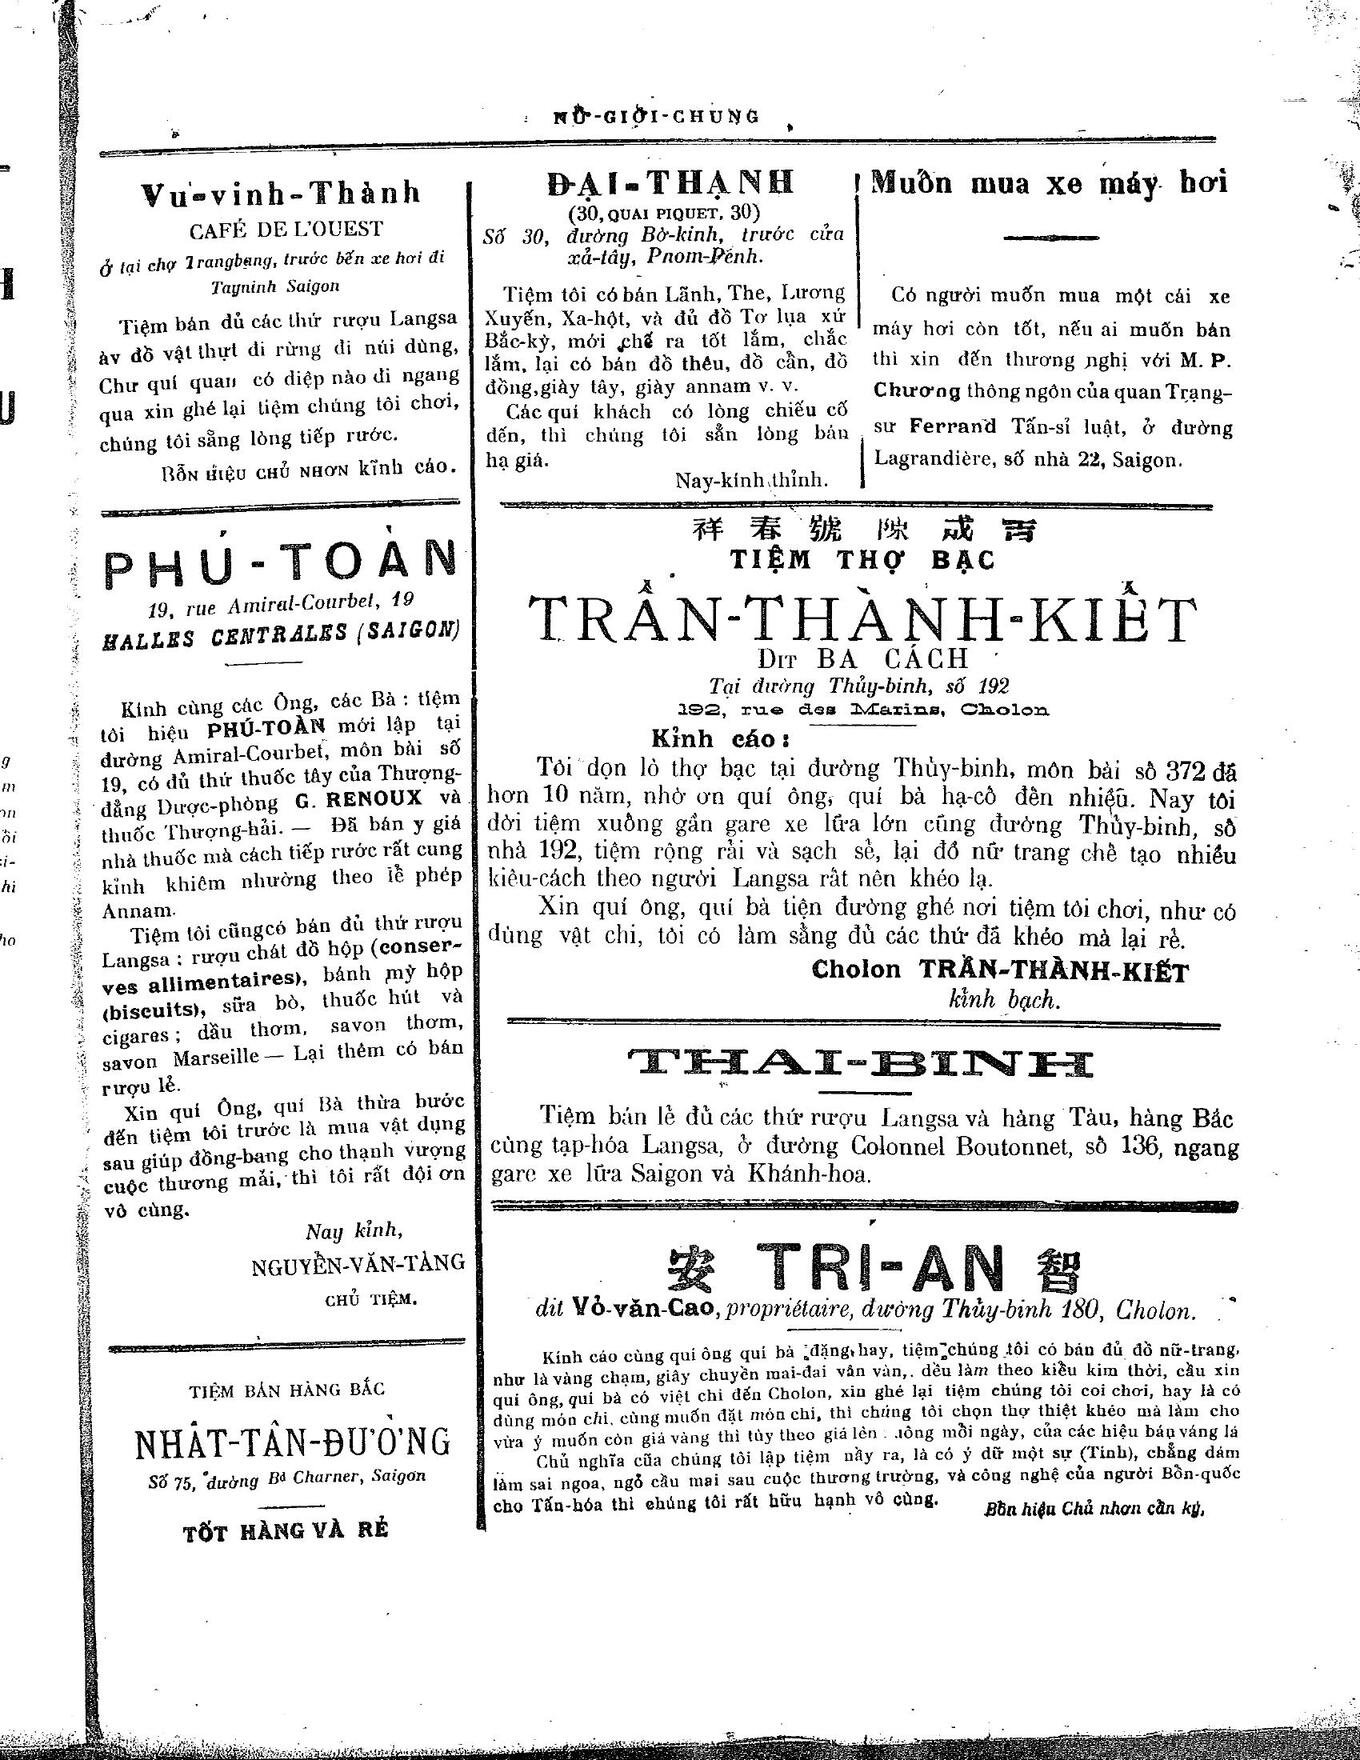 NỮ-GIỚI-CHUNG
Vu-vinh-Thành
CAFÉ DE L'OUEST
ở tại chợ Trangbang, trước bến xe hơi đi
Tayninh Saigon
Tiệm bán đủ các thứ rượu Langsa
àv đồ vật thựt đi rừng đi núi dùng,
Chư quí quan có diệp nào đi ngang
qua xin ghé lại tiệm chúng tôi chơi,
chúng tôi sẵng lòng tiếp rước.
BỔN HIỆU CHỦ NHƠN kĩnh cáo.
PHÚ-TOÀN
19, rue Amiral-Courbet, 19
HALLES CENTRALES (SAIGON)
Kính cùng các Ông, các Bà : tiệm
tôi hiệu PHÚ-TOÀN mới lập tại
đường Amiral-Courbet, môn bài số
19, có đủ thứ thuốc tây của Thượng-
đẳng Dược-phòng G. RENOUX và
thuốc Thượng-hải. — Đã bán y giá
nhà thuốc mà cách tiếp rước rất cung
kỉnh khiêm nhường theo lễ phép
Annam.
Tiệm tôi cũngcó bán đủ thứ rượu
Langsa : rượu chát đồ hộp (conser-
ves allimentaires), bánh mỳ hộp
(biscuits), sữa bò, thuốc hút và
cigares ; dầu thơm, savon thơm,
savon Marseille — Lại thêm có bán
rượu lẻ.
Xin quí Ông, quí Bà thừa bước
đến tiệm tôi trước là mua vật dụng
sau giúp đồng-bang cho thạnh vượng
cuộc thương mãi, thì tôi rất đội ơn
vô cùng.
Nay kỉnh,
NGUYỄN-VĂN-TÀNG
CHỦ TIỆM.
TIỆM BÁN HÀNG BẮC
NHẤT-TÂN-ĐƯỜNG
Số 75, đường Bd Charner, Saigon
TỐT HÀNG VÀ RẺ
ĐẠI-THẠNH
(30, QUAI PIQUET, 30)
Số 30, đường Bờ-kinh, trước cửa
xả-tây, Pnom-Pénh.
Tiệm tôi có bán Lãnh, The, Lương
Xuyến, Xa-hột, và đủ đồ Tơ lụa xứ
Bắc-kỳ, mới chế ra tốt lắm, chắc
lắm, lại có bán đồ thêu, đồ cẩn, đồ
đồng,giày tây, giày annam v. v.
Các quí khách có lòng chiếu cố
đến, thì chúng tôi sẵn lòng bán
hạ giá.
Nay-kính thỉnh.
Muốn mua xe máy hơi
Có người muốn mua một cái xe
máy hơi còn tốt, nếu ai muốn bán
thì xin đến thương nghị với M. P.
Chương thông ngôn của quan Trạng-
sư Ferrand Tấn-sỉ luật, ở đường
Lagrandière, số nhà 22, Saigon.
祥春號陳成吉
TIỆM THỢ BẠC
TRẦN-THÀNH-KIẾT
DIT BA CÁCH
Tại đường Thủy-binh, số 192
192, rue des Marins, Cholon
Kỉnh cáo :
Tôi dọn lò thợ bạc tại đường Thủy-binh, môn bài số 372 đã
hơn 10 năm, nhờ ơn quí ông, quí bà hạ-cố đến nhiều. Nay tôi
dời tiệm xuống gần gare xe lửa lớn cũng đường Thủy-binh, số
nhà 192, tiệm rộng rải và sạch sẻ, lại đồ nữ trang chế tạo nhiều
kiêu-cách theo người Langsa rất nên khéo lạ.
Xin quí ông, quí bà tiện đường ghé nơi tiệm tôi chơi, như có
dùng vật chi, tôi có làm sẳng đủ các thứ đã khéo mà lại rẻ.
Cholon TRẦN-THÀNH-KIẾT
kỉnh bạch.
THAI-BINH
Tiệm bán lẻ đủ các thứ rượu Langsa và hàng Tàu, hàng Bắc
cùng tạp-hóa Langsa, ở đường Colonnel Boutonnet, số 136, ngang
gare xe lửa Saigon và Khánh-hoa.
安 TRÍ-AN 智
dit Võ-văn-Cao, propriétaire, đường Thủy-binh 180, Cholon.
Kính cáo cùng quí ông quí bà đặng hay, tiệm chúng tôi có bán đủ đồ nữ-trang,
như là vàng chạm, giây chuyền mai-đai vân vân,. đều làm theo kiểu kim thời, cầu xin
quí ông, quí bà có việt chi đến Cholon, xin ghé lại tiệm chúng tôi coi chơi, hay là có
dùng món chi, cùng muốn đặt món chi, thì chúng tôi chọn thợ thiệt khéo mà làm cho
vừa ý muốn còn giá vàng thì tùy theo giá lên mỗi ngày, của các hiệu bán váng lá
Chủ nghĩa của chúng tôi lập tiệm nầy ra, là có ý dữ một sự (Tính), chẳng dám
làm sai ngoa, ngỏ cầu mai sau cuộc thương trường, và công nghệ của người Bổn-quốc
cho Tấn-hóa thì chúng tôi rất hữu hạnh vô cùng.
Bổn hiệu Chủ nhơn cẩn ký,